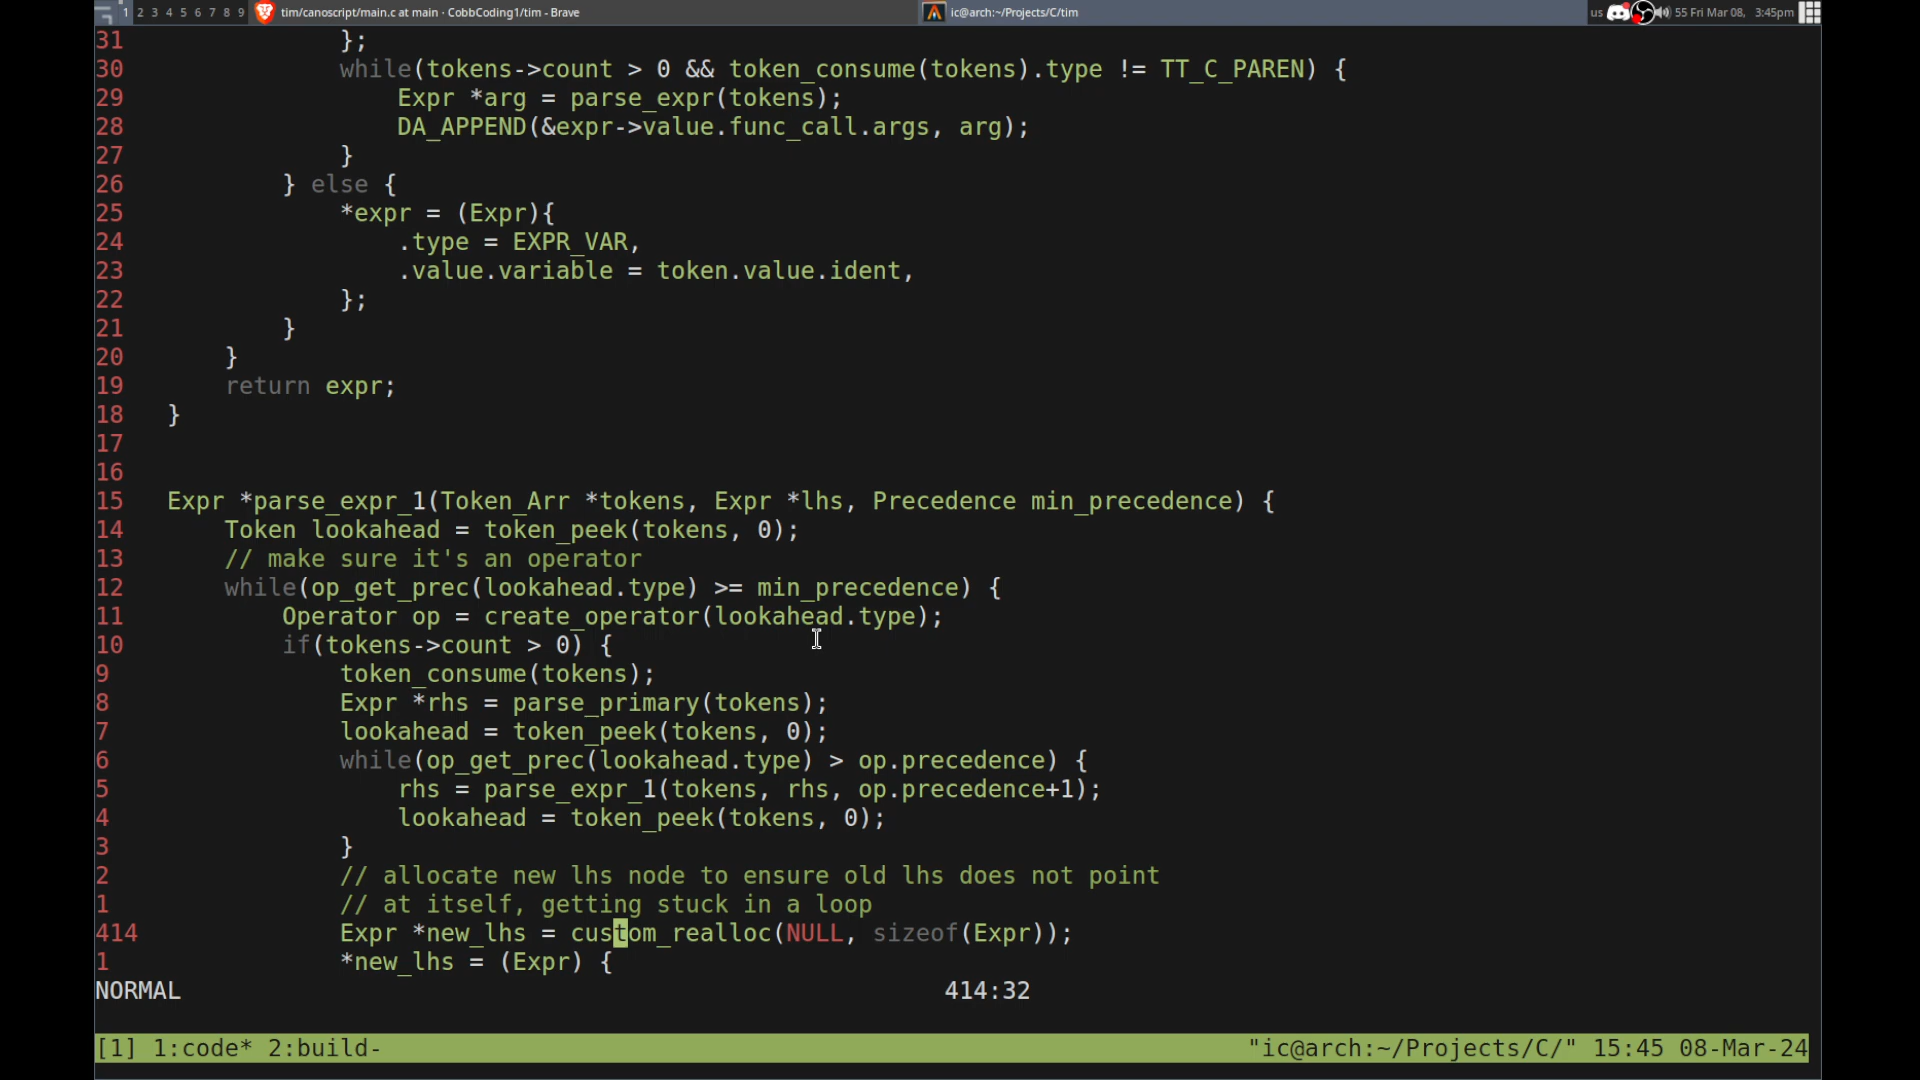 1 2 3 4 5 6 7 8 9 tim/canoscript/main.c at main · CobbCoding1/tim - Brave ic@arch:~/Projects/C/tim us 55 Fri Mar 08, 3:45pm
31 };
30 while(tokens->count > 0 && token_consume(tokens).type != TT_C_PAREN) {
29 Expr *arg = parse_expr(tokens);
28 DA_APPEND(&expr->value.func_call.args, arg);
27 }
26 } else {
25 *expr = (Expr){
24 .type = EXPR_VAR,
23 .value.variable = token.value.ident,
22 };
21 }
20 }
19 return expr;
18 }
17
16
15 Expr *parse_expr_1(Token_Arr *tokens, Expr *lhs, Precedence min_precedence) {
14 Token lookahead = token_peek(tokens, 0);
13 // make sure it's an operator
12 while(op_get_prec(lookahead.type) >= min_precedence) {
11 Operator op = create_operator(lookahead.type);
10 if(tokens->count > 0) {
9 token_consume(tokens);
8 Expr *rhs = parse_primary(tokens);
7 lookahead = token_peek(tokens, 0);
6 while(op_get_prec(lookahead.type) > op.precedence) {
5 rhs = parse_expr_1(tokens, rhs, op.precedence+1);
4 lookahead = token_peek(tokens, 0);
3 }
2 // allocate new lhs node to ensure old lhs does not point
1 // at itself, getting stuck in a loop
414 Expr *new_lhs = custom_realloc(NULL, sizeof(Expr));
1 *new_lhs = (Expr) {
NORMAL 414:32
[1] 1:code* 2:build- "ic@arch:~/Projects/C/" 15:45 08-Mar-24